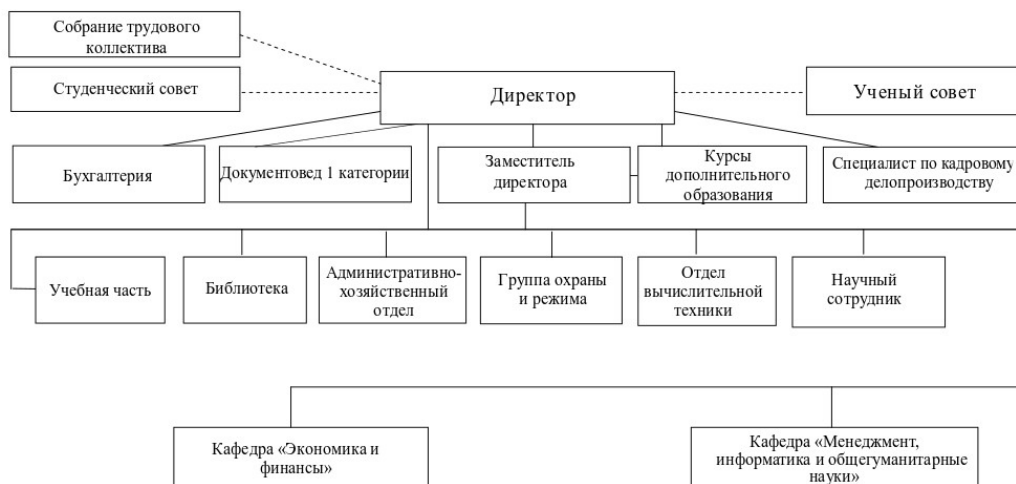 Собрание трудового
коллектива
Студенческий совет
Директор
Ученый совет
Бухгалтерия
Документовед 1 категории
Заместитель
директора
Курсы
дополнительного
образования
Специалист по кадровому
делопроизводству
Учебная часть
Библиотека
Административно-
хозяйственный
отдел
Группа охраны
и режима
Отдел
вычислительной
техники
Научный
сотрудник
Кафедра «Экономика и
финансы»
Кафедра «Менеджмент,
информатика и общегуманитарные
науки»